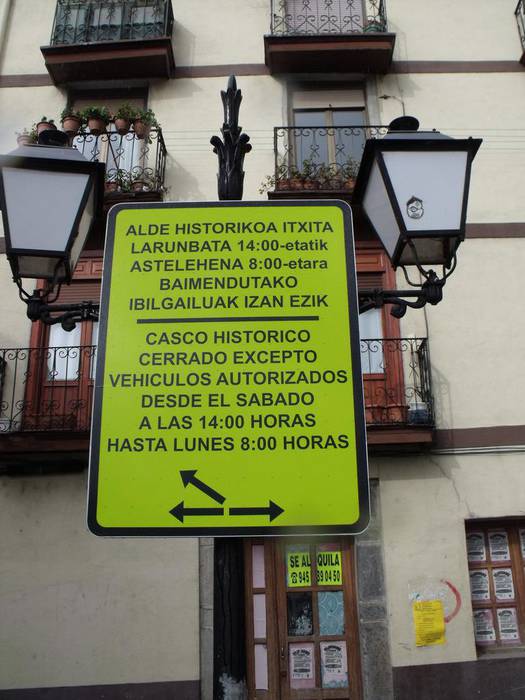 ALDE HISTORIKOA ITXITA
LARUNBATA 14:00-etatik
ASTELEHENA 8:00-etara
BAIMENDUTAKO
IBILGAILUAK IZAN EZIK
CASCO HISTORICO
CERRADO EXCEPTO
VEHICULOS AUTORIZADOS
DESDE EL SABADO
A LAS 14:00 HORAS
HASTA LUNES 8:00 HORAS
SE ALQUILA
945